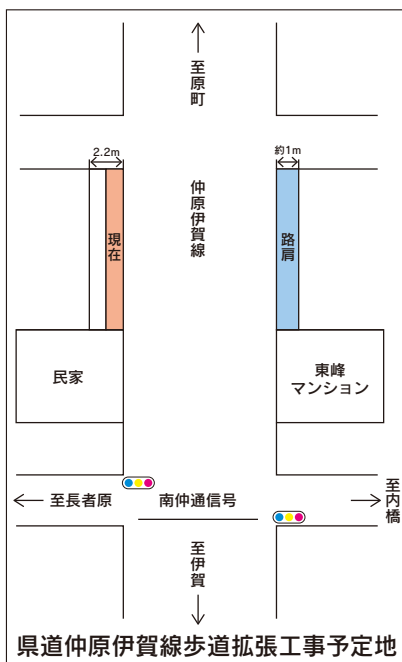 至原町
2.2m
約1m
仲原伊賀線
現在
路肩
民家
東峰
マンション
至長者原
南仲通信号
至内橋
至伊賀
県道仲原伊賀線歩道拡張工事予定地